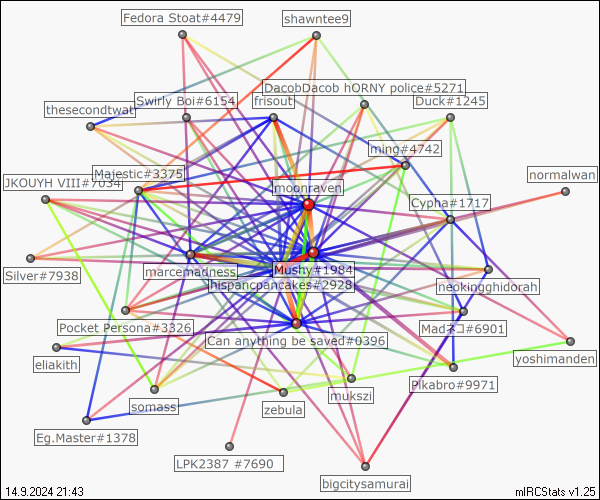 Fedora Stoat#4479
shawntee9
DacobDacob hORNY police#5271
Swirly Boi#6154
frisout
Duck#1245
thesecondtwat
ming#4742
Majestic#3375
normalwan
JKOUYH VIII#7034
moonraven
Cypha#1717
Silver#7938
marcemadness
Mushy#1984
hispancpancakes#2928
neokingghidorah
Pocket Persona#3326
Can anything be saved#0396
Madネコ#6901
yoshimanden
eliakith
Pikabro#9971
mukszi
somass
zebula
Eg.Master#1378
LPK2387 #7690
bigcitysamurai
14.9.2024 21:43
mIRCStats v1.25